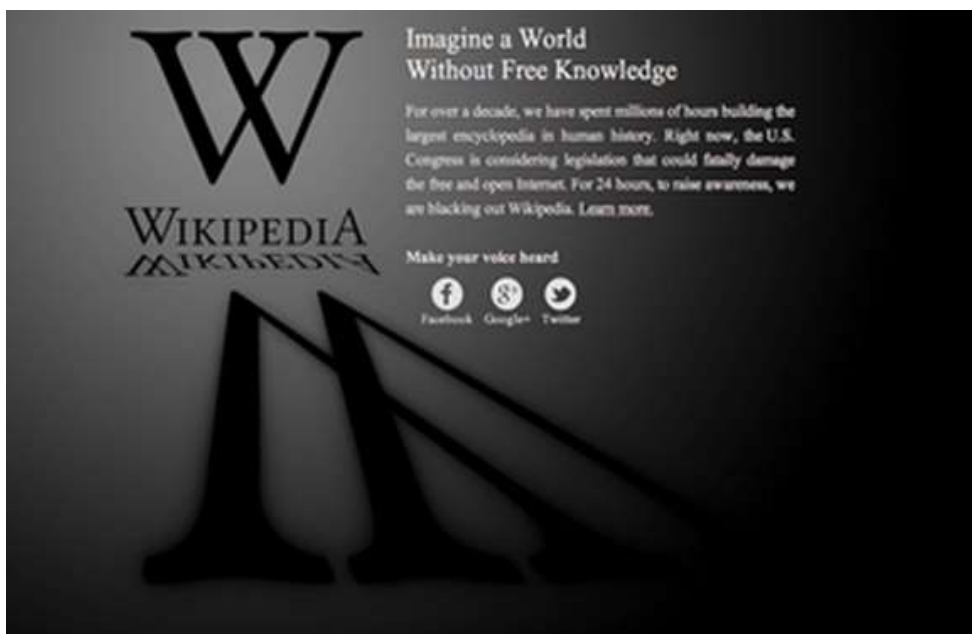 W
WIKIPEDIA
Imagine a World
Without Free Knowledge
For over a decade, we have spent millions of hours building the
largest encyclopedia in human history. Right now, the U.S.
Congress is considering legislation that could fatally damage
the free and open Internet. For 24 hours, to raise awareness, we
are blacking out Wikipedia. Learn more.
Make your voice heard
f g+
Facebook Google+ Twitter